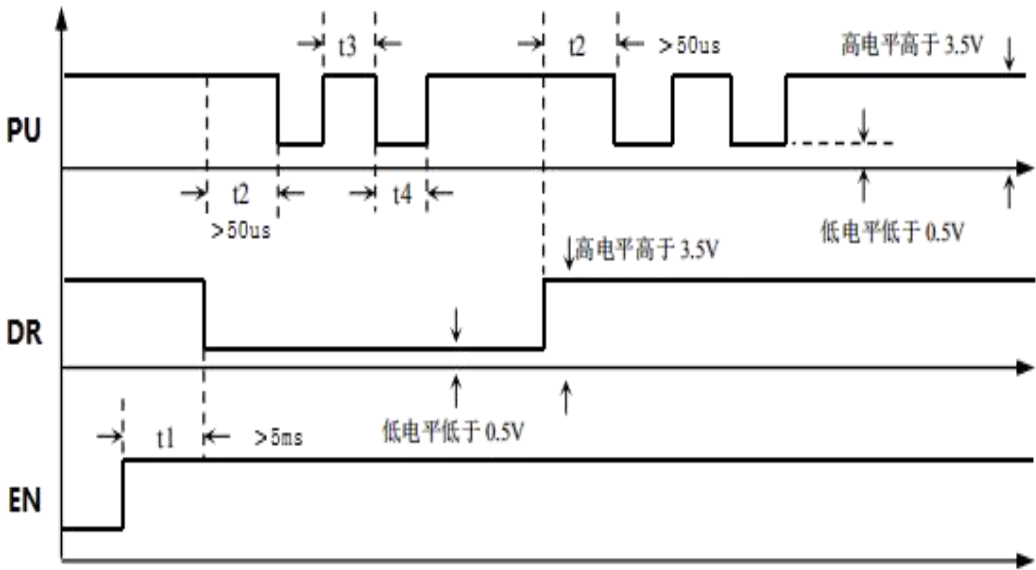 t3
t2
>50us
高电平高于 3.5V
PU
t2
t4
>50us
低电平低于 0.5V
高电平高于 3.5V
DR
低电平低于 0.5V
t1
>5ms
EN